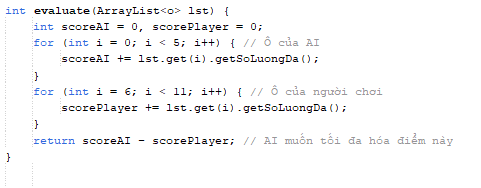 int evaluate(ArrayList<o> lst) {
    int scoreAI = 0, scorePlayer = 0;
    for (int i = 0; i < 5; i++) { // Ô của AI
        scoreAI += lst.get(i).getSoLuongDa();
    }
    for (int i = 6; i < 11; i++) { // Ô của người chơi
        scorePlayer += lst.get(i).getSoLuongDa();
    }
    return scoreAI - scorePlayer; // AI muốn tối đa hóa điểm này
}